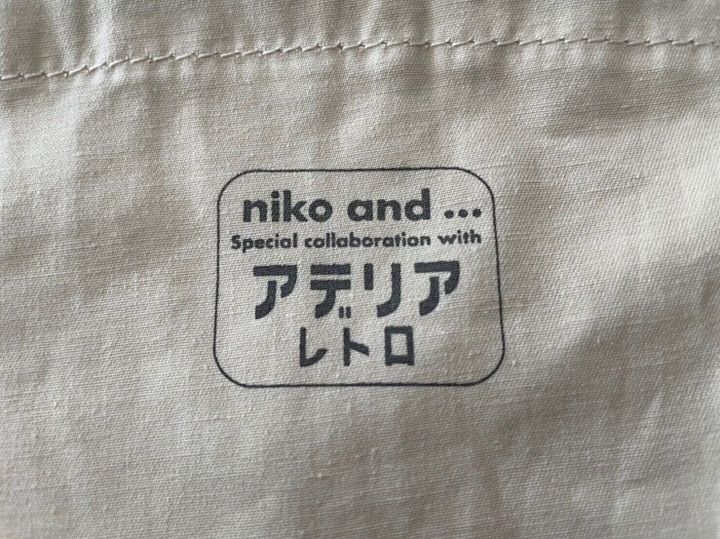 niko and ...
Special collaboration with
アデリア
レトロ